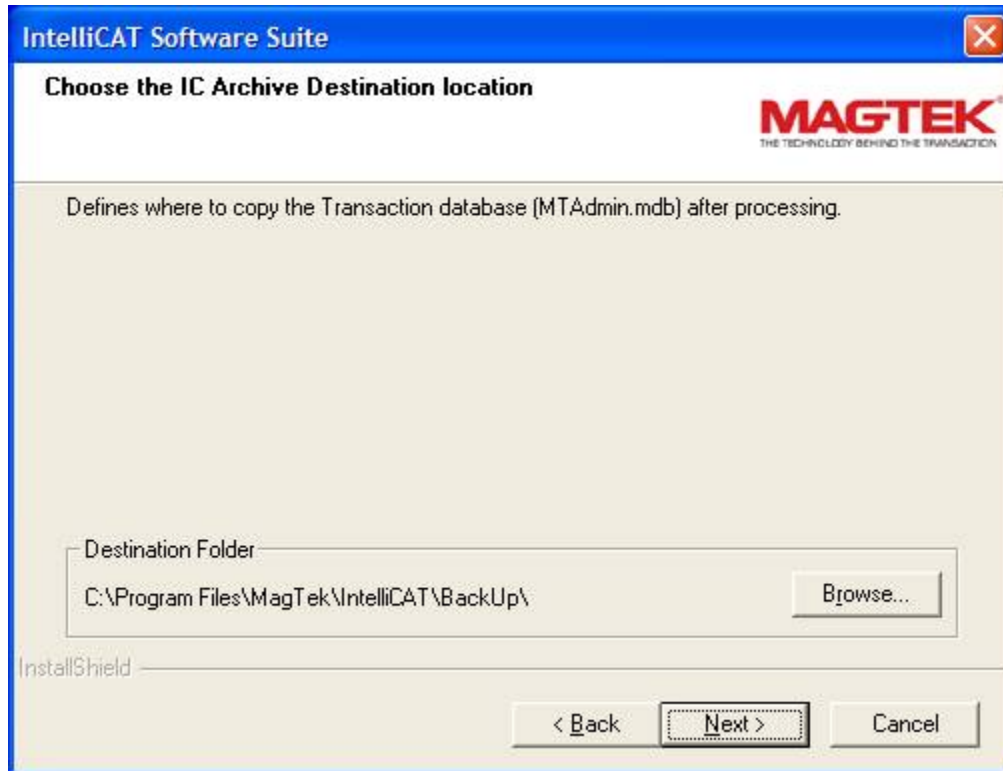 IntelliCAT Software Suite
Choose the IC Archive Destination location
MAGTEK®
THE TECHNOLOGY BEHIND THE TRANSACTION
Defines where to copy the Transaction database (MTAdmin.mdb) after processing.
Destination Folder
C:\Program Files\MagTek\IntelliCAT\BackUp\
Browse...
InstallShield
< Back
Next >
Cancel